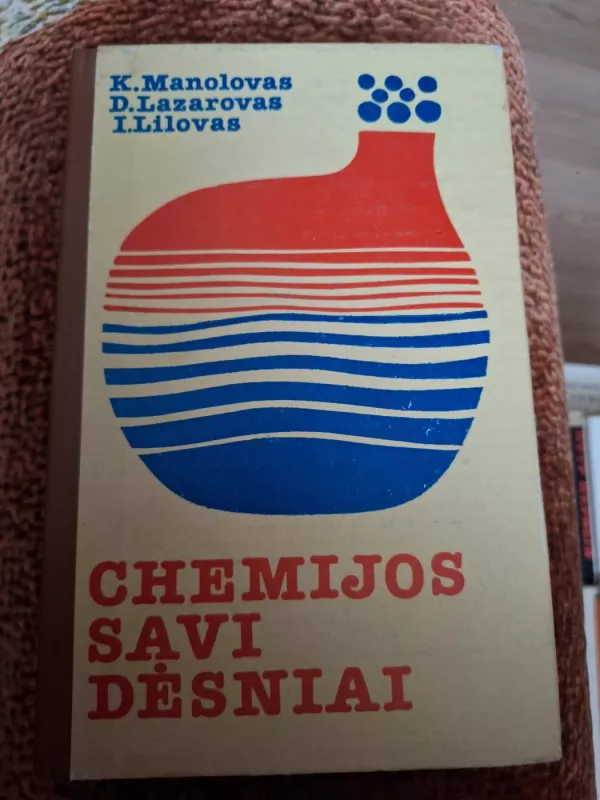 K.Manolovas
D.Lazarovas
I.Lilovas
CHEMIJOS
SAVI
DĖSNIAI